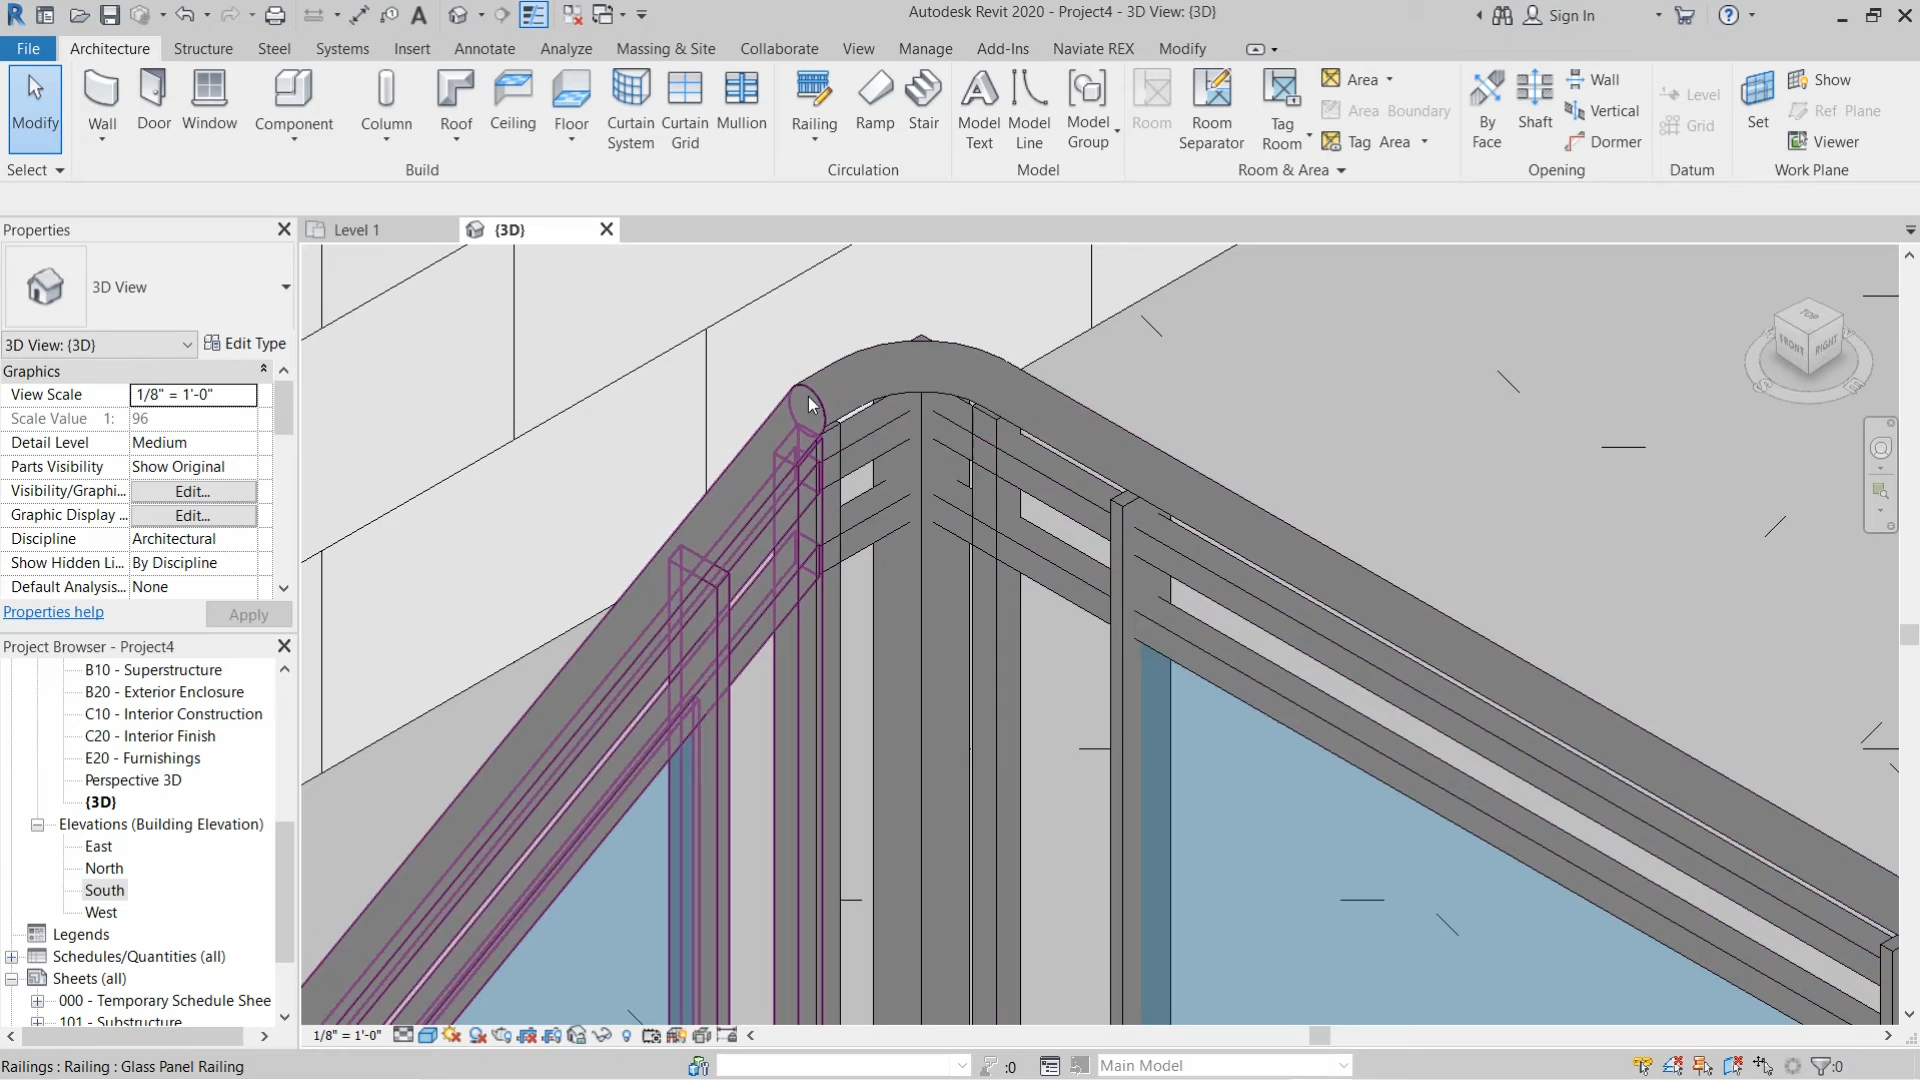 Autodesk Revit 2020 - Project4 - 3D View: {3D}
Sign In
File Architecture Structure Steel Systems Insert Annotate Analyze Massing & Site Collaborate View Manage Add-Ins Naviate REX Modify
Modify
Wall
Door
Window
Component
Column
Roof
Ceiling
Floor
Curtain System
Curtain Grid
Mullion
Railing
Ramp
Stair
Model Text
Model Line
Model Group
Room
Room Separator
Tag Room
Area
Area Boundary
Tag Area
By Face
Shaft
Wall
Vertical
Dormer
Level
Grid
Set
Show
Ref Plane
Viewer
Select Build Circulation Model Room & Area Opening Datum Work Plane
Properties
Level 1
{3D}
3D View
3D View: {3D}
Edit Type
Graphics
View Scale 1/8" = 1'-0"
Scale Value 1: 96
Detail Level Medium
Parts Visibility Show Original
Visibility/Graphi... Edit...
Graphic Display ... Edit...
Discipline Architectural
Show Hidden Li... By Discipline
Default Analysis... None
Properties help
Apply
Project Browser - Project4
B10 - Superstructure
B20 - Exterior Enclosure
C10 - Interior Construction
C20 - Interior Finish
E20 - Furnishings
Perspective 3D
{3D}
Elevations (Building Elevation)
East
North
South
West
Legends
Schedules/Quantities (all)
Sheets (all)
000 - Temporary Schedule Shee
101 - Substructure
TOP
FRONT
RIGHT
1/8" = 1'-0"
Railings : Railing : Glass Panel Railing
:0
Main Model
:0